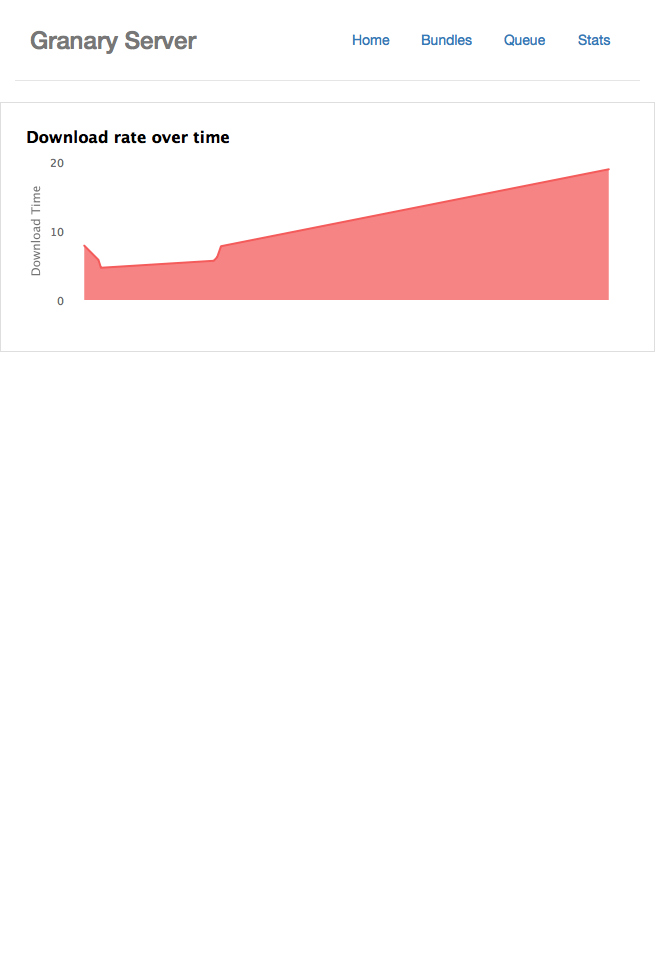 Granary Server
Home Bundles Queue Stats
Download rate over time
20
10
0
Download Time